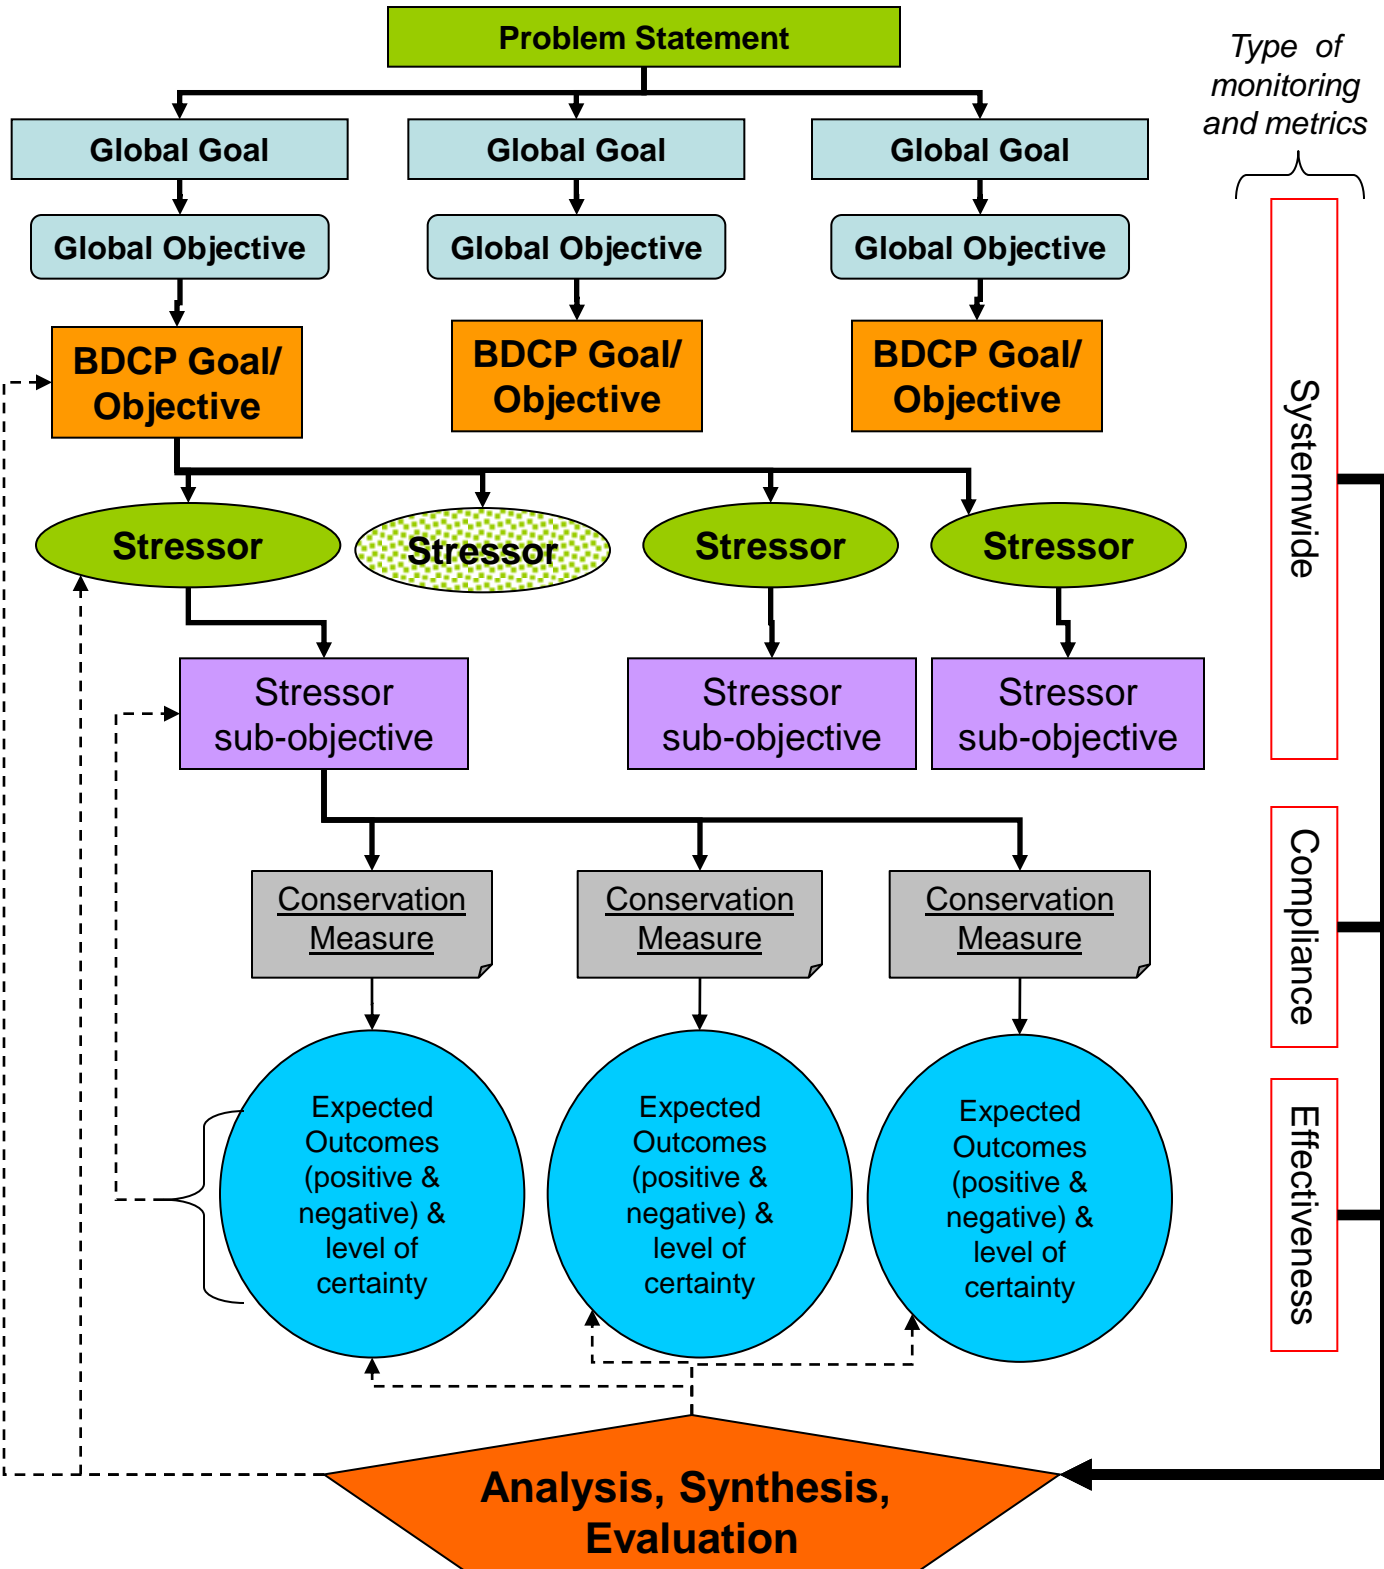 Problem Statement
Type of
monitoring
and metrics
Global Goal
Global Goal
Global Goal
Global Objective
Global Objective
Global Objective
BDCP Goal/
Objective
BDCP Goal/
Objective
BDCP Goal/
Objective
Systemwide
Stressor
Stressor
Stressor
Stressor
Stressor
sub-objective
Stressor
sub-objective
Stressor
sub-objective
Compliance
Conservation
Measure
Conservation
Measure
Conservation
Measure
Effectiveness
Expected
Outcomes
(positive &
negative) &
level of
certainty
Expected
Outcomes
(positive &
negative) &
level of
certainty
Expected
Outcomes
(positive &
negative) &
level of
certainty
Analysis, Synthesis,
Evaluation